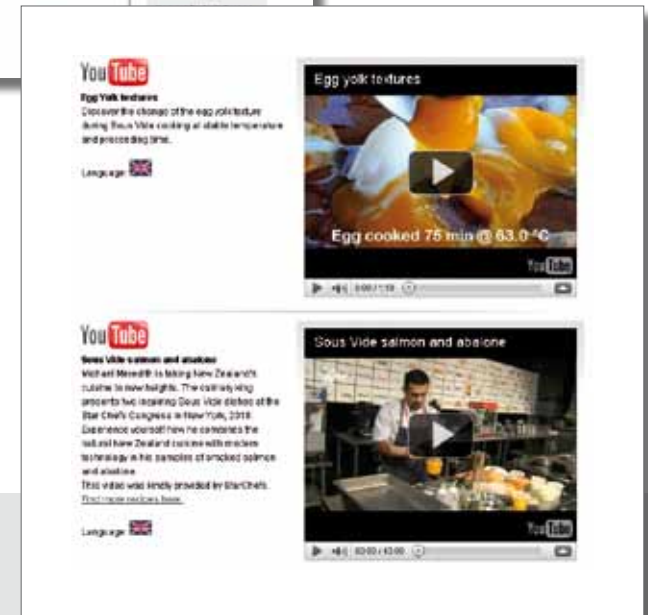 YouTube
Egg Yolk textures
Discover the change of the egg yolk texture
during Sous Vide cooking at stable temperature
and proceeding time.
Language:
Egg yolk textures
Egg cooked 75 min @ 63.0 °C
YouTube
0:00 / 1:10
YouTube
Sous Vide salmon and abalone
Michael Meredith is taking New Zealand's
cuisine to new heights. The culinary king
presents two inspiring Sous Vide dishes at the
Star Chefs Congress in New York, 2010.
Experience yourself how he combines the
natural New Zealand cuisine with modern
technology in his samples of smoked salmon
and abalone.
This video was kindly provided by StarChefs.
Find more recipes here.
Language:
Sous Vide salmon and abalone
YouTube